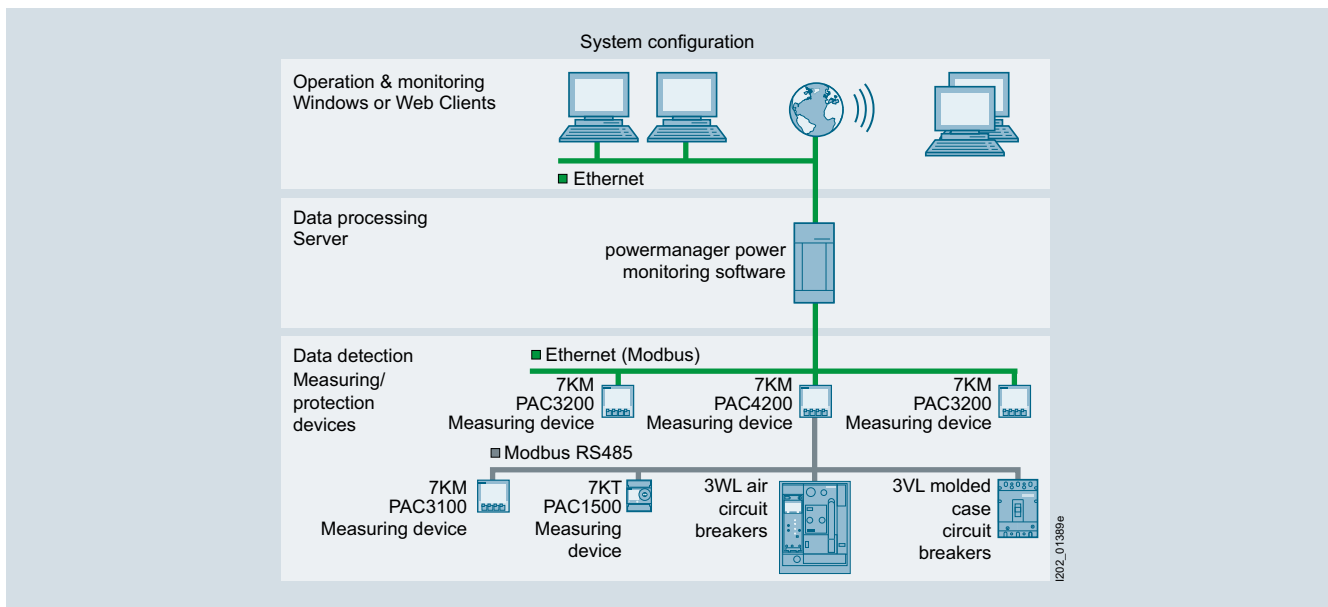 System configuration
Operation & monitoring
Windows or Web Clients
Ethernet
Data processing
Server
powermanager power
monitoring software
Data detection
Measuring/
protection
devices
Ethernet (Modbus)
7KM
PAC3200
Measuring device
7KM
PAC4200
Measuring device
7KM
PAC3200
Measuring device
Modbus RS485
7KM
PAC3100
Measuring device
7KT
PAC1500
Measuring
device
3WL air
circuit
breakers
3VL molded
case
circuit
breakers
I202_01389e